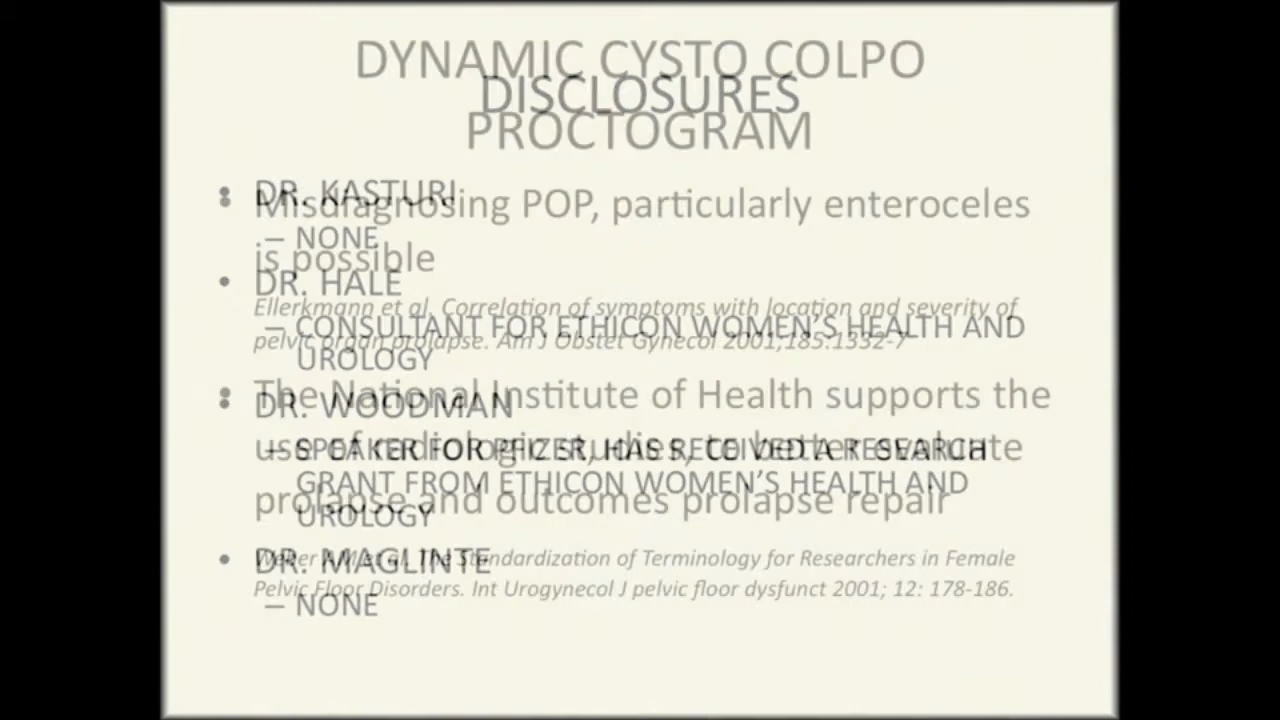 DISCLOSURES
• DR. KASTURI
– NONE
• DR. HALE
– CONSULTANT FOR ETHICON WOMEN'S HEALTH AND
UROLOGY
• DR. WOODMAN
– SPEAKER FOR PFIZER, HAS RECEIVED A RESEARCH
GRANT FROM ETHICON WOMEN'S HEALTH AND
UROLOGY
• DR. MAGLINTE
– NONE
DYNAMIC CYSTO COLPO
PROCTOGRAM
• Misdiagnosing POP, particularly enteroceles
is possible
Ellerkmann et al. Correlation of symptoms with location and severity of
pelvic organ prolapse. Am J Obstet Gynecol 2001;185:1332-7
• The National Institute of Health supports the
use of radiologic studies, to better evaluate
prolapse and outcomes prolapse repair
The Standardization of Terminology for Researchers in Female
Pelvic Floor Disorders. Int Urogynecol J pelvic floor dysfunct 2001; 12: 178-186.